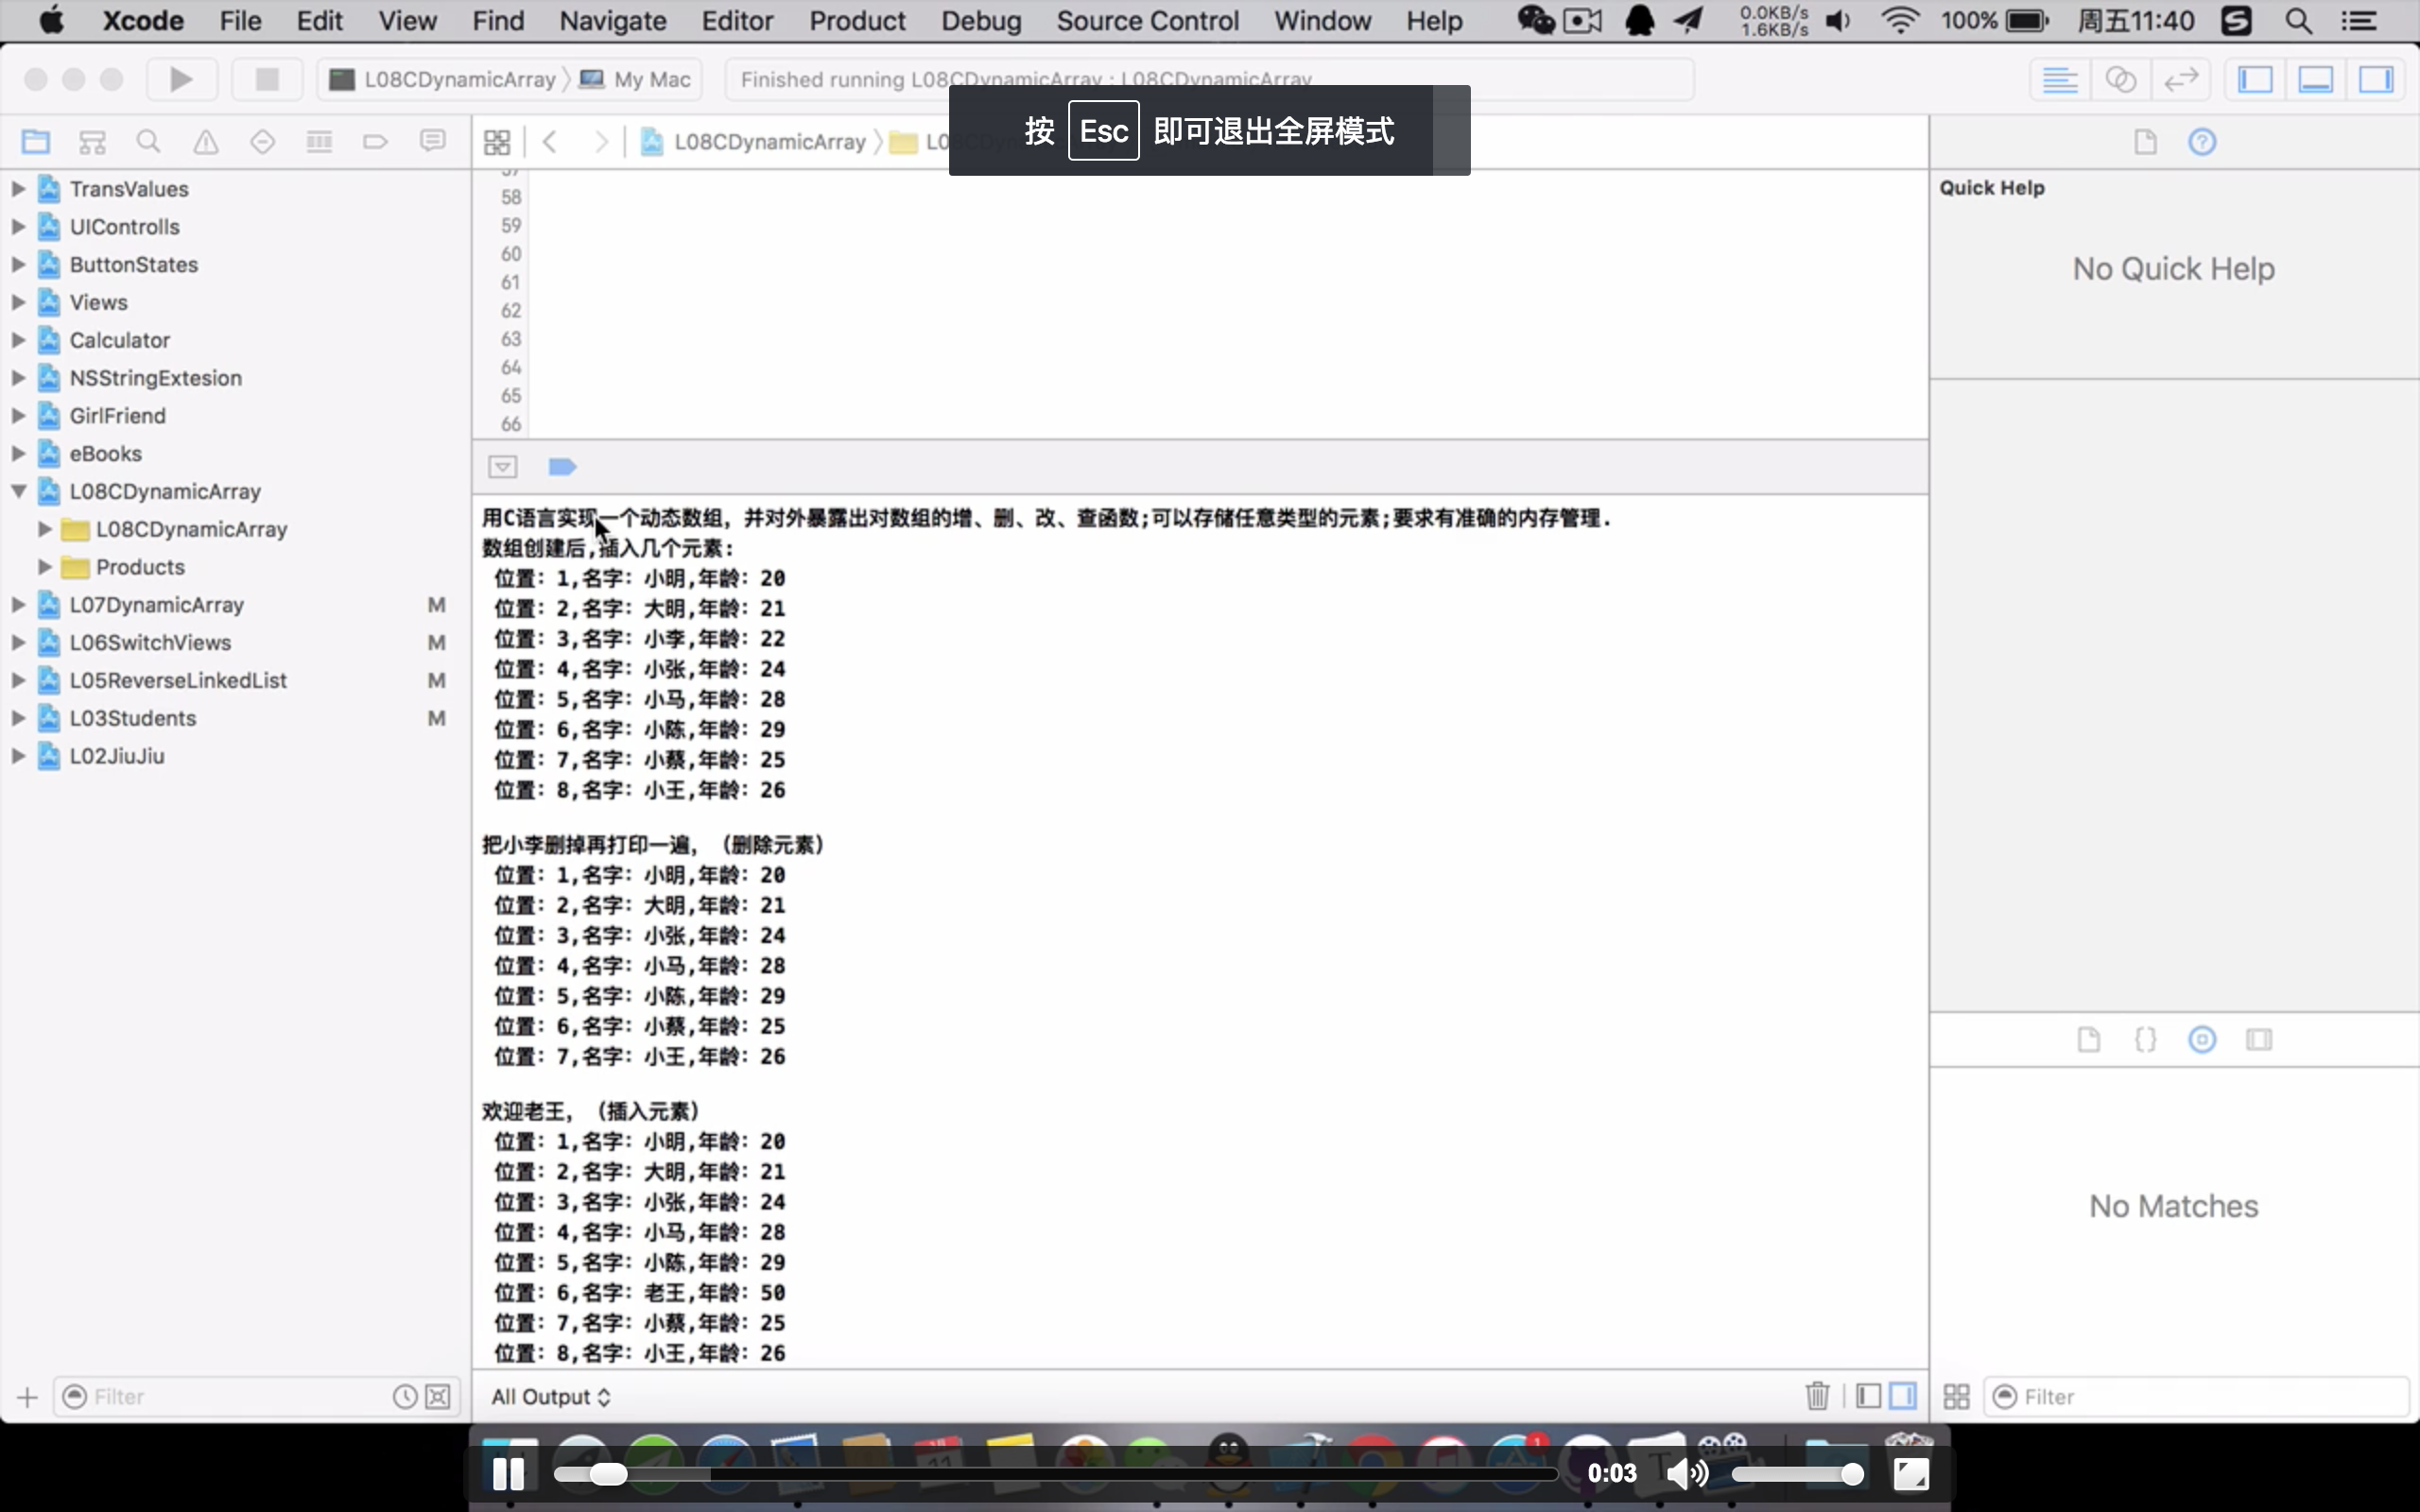 Xcode File Edit View Find Navigate Editor Product Debug Source Control Window Help 0.0KB/s 1.6KB/s 100% 周五11:40
L08CDynamicArray 〉 My Mac
Finished running L08CDynamicArray : L08CDynamicArray
按 Esc 即可退出全屏模式
L08CDynamicArray 〉
TransValues
UIControlls
ButtonStates
Views
Calculator
NSStringExtesion
GirlFriend
eBooks
L08CDynamicArray
L08CDynamicArray
Products
L07DynamicArray M
L06SwitchViews M
L05ReverseLinkedList M
L03Students M
L02JiuJiu
Filter
57
58
59
60
61
62
63
64
65
66
用C语言实现一个动态数组，并对外暴露出对数组的增、删、改、查函数;可以存储任意类型的元素;要求有准确的内存管理.
数组创建后,插入几个元素:
位置: 1,名字: 小明,年龄: 20
位置: 2,名字: 大明,年龄: 21
位置: 3,名字: 小李,年龄: 22
位置: 4,名字: 小张,年龄: 24
位置: 5,名字: 小马,年龄: 28
位置: 6,名字: 小陈,年龄: 29
位置: 7,名字: 小蔡,年龄: 25
位置: 8,名字: 小王,年龄: 26
把小李删掉再打印一遍，（删除元素）
位置: 1,名字: 小明,年龄: 20
位置: 2,名字: 大明,年龄: 21
位置: 3,名字: 小张,年龄: 24
位置: 4,名字: 小马,年龄: 28
位置: 5,名字: 小陈,年龄: 29
位置: 6,名字: 小蔡,年龄: 25
位置: 7,名字: 小王,年龄: 26
欢迎老王，（插入元素）
位置: 1,名字: 小明,年龄: 20
位置: 2,名字: 大明,年龄: 21
位置: 3,名字: 小张,年龄: 24
位置: 4,名字: 小马,年龄: 28
位置: 5,名字: 小陈,年龄: 29
位置: 6,名字: 老王,年龄: 50
位置: 7,名字: 小蔡,年龄: 25
位置: 8,名字: 小王,年龄: 26
All Output
Quick Help
No Quick Help
No Matches
Filter
0:03